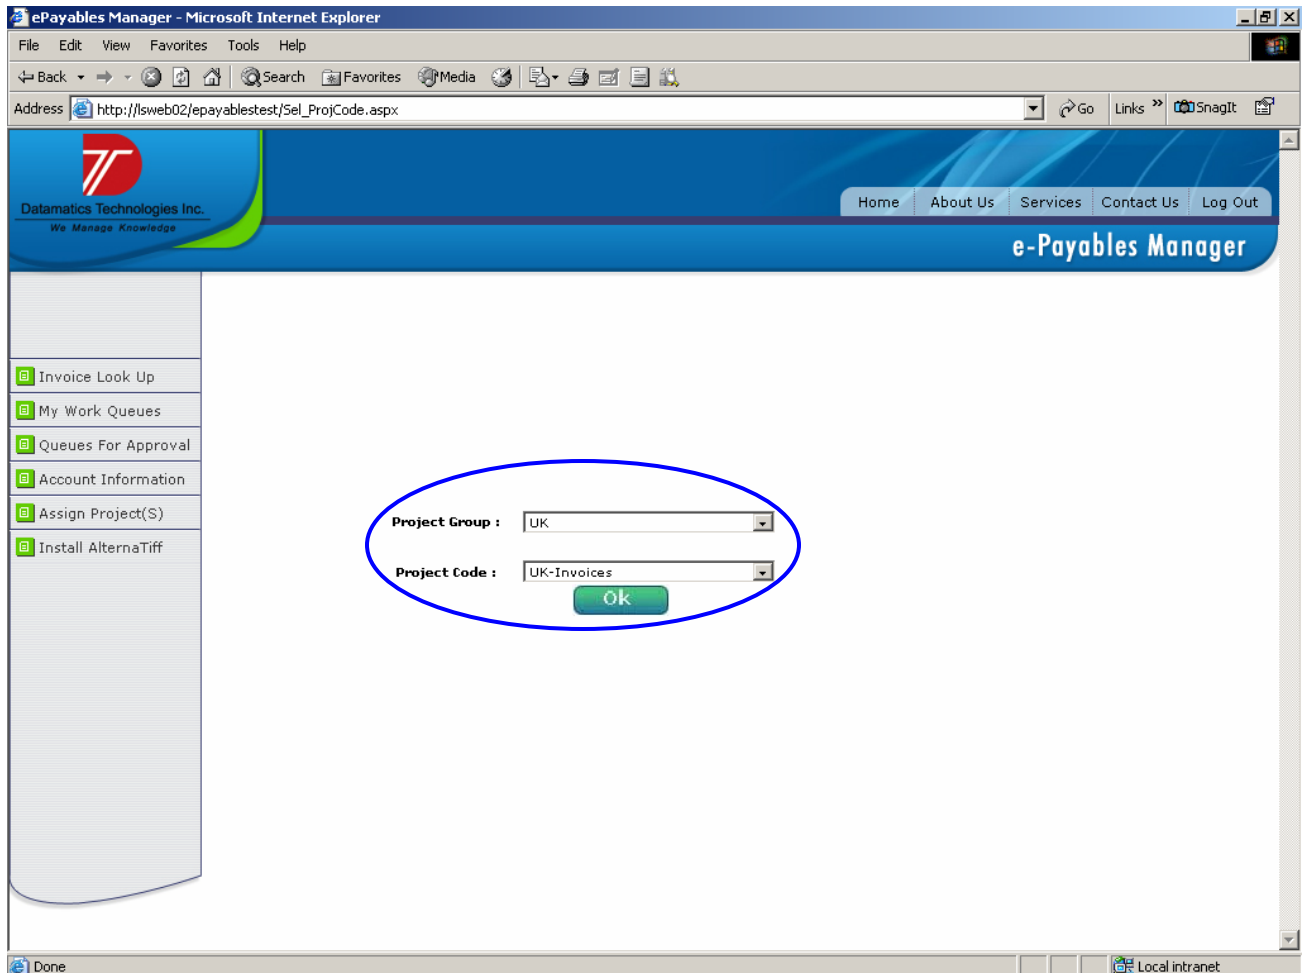 ePayables Manager - Microsoft Internet Explorer
File Edit View Favorites Tools Help
Back Search Favorites Media
Address http://lsweb02/epayablestest/Sel_ProjCode.aspx Go Links » SnagIt
Datamatics Technologies Inc.
We Manage Knowledge
Home About Us Services Contact Us Log Out
e-Payables Manager
Invoice Look Up
My Work Queues
Queues For Approval
Account Information
Assign Project(S)
Install AlternaTiff
Project Group : UK
Project Code : UK-Invoices
Ok
Done Local intranet